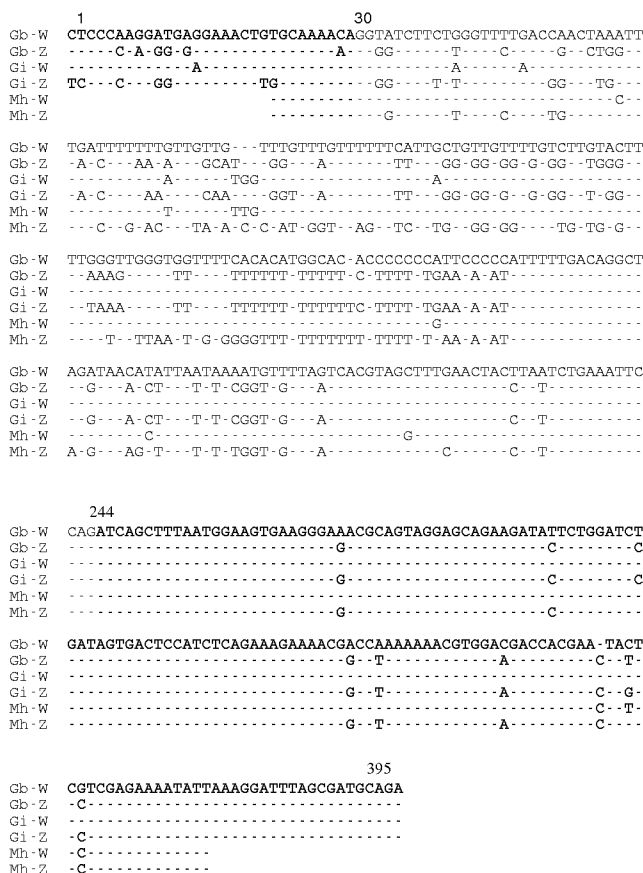 1 30
Gb-W CTCCCAAGGATGAGGAAACTGTGCAAAACAGGTATCTTCTGGGTTTTGACCAACTAAATT
Gb-Z -----C-A-GG-G---------------A---GG------T----C----G--CTGG--
Gi-W -------------A--------------------------A------A------------
Gi-Z TC---C---GG---------TG----------GG----T-T-------GG---TG-----
Mh-W ------------------------------------C--
Mh-Z ------------G------T----C---TG---------
Gb-W TGATTTTTTTGTTGTTG---TTTGTTTGTTTTTTCATTGCTGTTGTTTTGTCTTGTACTT
Gb-Z -A-C---AA-A---GCAT--GG---A-------TT---GG-GG-GG-G-GG--TGGG---
Gi-W ----------A------TGG------------------A---------------------
Gi-Z -A-C---AA----CAA----GGT--A-------TT---GG-GG-G-G-GG-T-GG-----
Mh-W ----------T------TTG----------------------------------------
Mh-Z ---C--G-AC---TA-A-C-CA-T-GGT--AG---TC--TG--GG-GG---TG-TG-G--
Gb-W TTGGGTTGGGTGGTTTTCACACATGGCAC-ACCCCCCCATTCCCCCATTTTTGACAGGCT
Gb-Z --AAAG-----TT----TTTTTT-TTTTT-C-TTTT-TGAA-A-AT--------------
Gi-W ------------------------------------------------------------
Gi-Z --TAAA-----TT----TTTTTT-TTTTTTC-TTTT-TGAA-A-AT--------------
Mh-W --------------------------------------G---------------------
Mh-Z ----T--TTAA-T-G-GGGGTTT-TTTTTTTT-TTTT-T-AA-A-AT-------------
Gb-W AGATAACATATTAATAAAATGTTTTAGTCACGTAGCTTTGAACTACTTAATCTGAAATTC
Gb-Z --G---A-CT---T-T-CGGT-G---A-------------------C--T----------
Gi-W ------------------------------------------------------------
Gi-Z --G---A-CT---T-T-CGGT-G---A-------------------C--T----------
Mh-W --------C---------------------------G-----------------------
Mh-Z A-G---AG-T---T-T-TGGT-G---A------------C------C--T----------
244
Gb-W CAGATCAGCTTTAATGGAAGTGAAGGGAAACGCAGTAGGAGCAGAAGATATTCTGGATCT
Gb-Z ----------------------------G---------------------C--------C
Gi-W ------------------------------------------------------------
Gi-Z ----------------------------G---------------------C--------C
Mh-W ------------------------------------------------------------
Mh-Z ----------------------------G---------------------C---------
Gb-W GATAGTGACTCCATCTCAGAAAGAAAACGACCAAAAAAACGTGGACGACCACGAA-TACT
Gb-Z -----------------------------G--T------------A---------C--T-
Gi-W ------------------------------------------------------------
Gi-Z -----------------------------G--T------------A---------C--G-
Mh-W -------------------------------------------------------C--T-
Mh-Z -----------------------------G--T------------A---------C----
395
Gb-W CGTCGAGAAAATATTAAAGGATTTAGCGATGCAGA
Gb-Z -C---------------------------------
Gi-W -----------------------------------
Gi-Z -C---------------------------------
Mh-W -C-------------
Mh-Z -C-------------